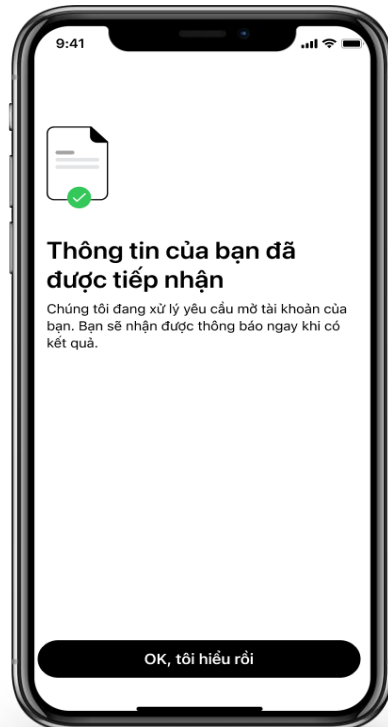 9:41
Thông tin của bạn đã
được tiếp nhận
Chúng tôi đang xử lý yêu cầu mở tài khoản của
bạn. Bạn sẽ nhận được thông báo ngay khi có
kết quả.
OK, tôi hiểu rồi